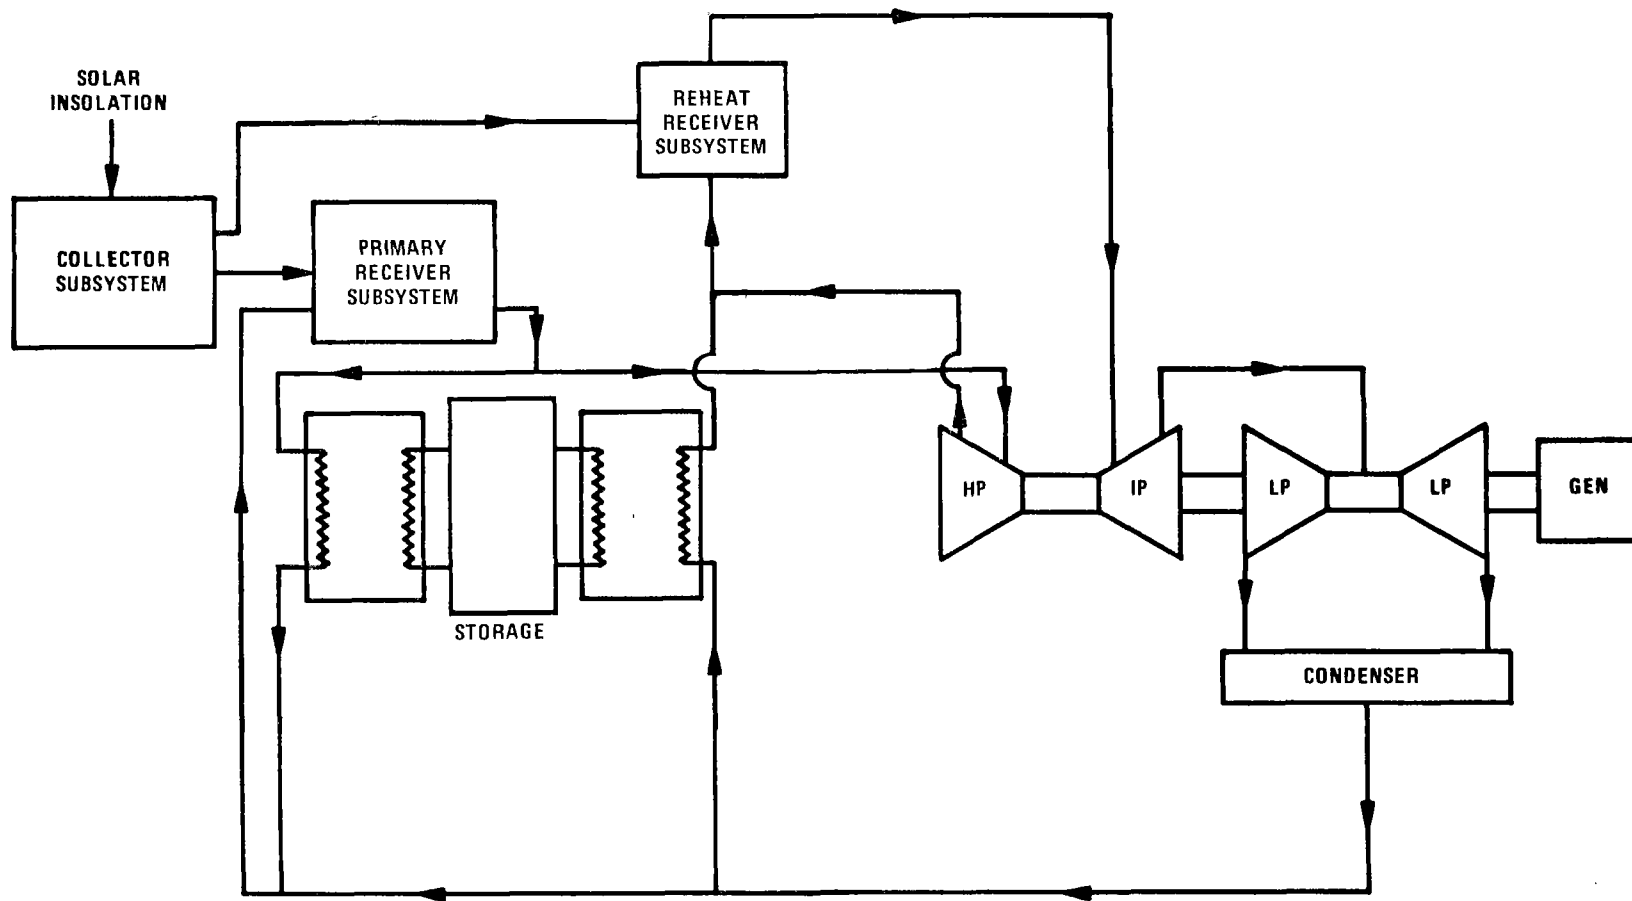 SOLAR
INSOLATION
REHEAT
RECEIVER
SUBSYSTEM
COLLECTOR
SUBSYSTEM
PRIMARY
RECEIVER
SUBSYSTEM
HP
IP
LP
LP
GEN
STORAGE
CONDENSER